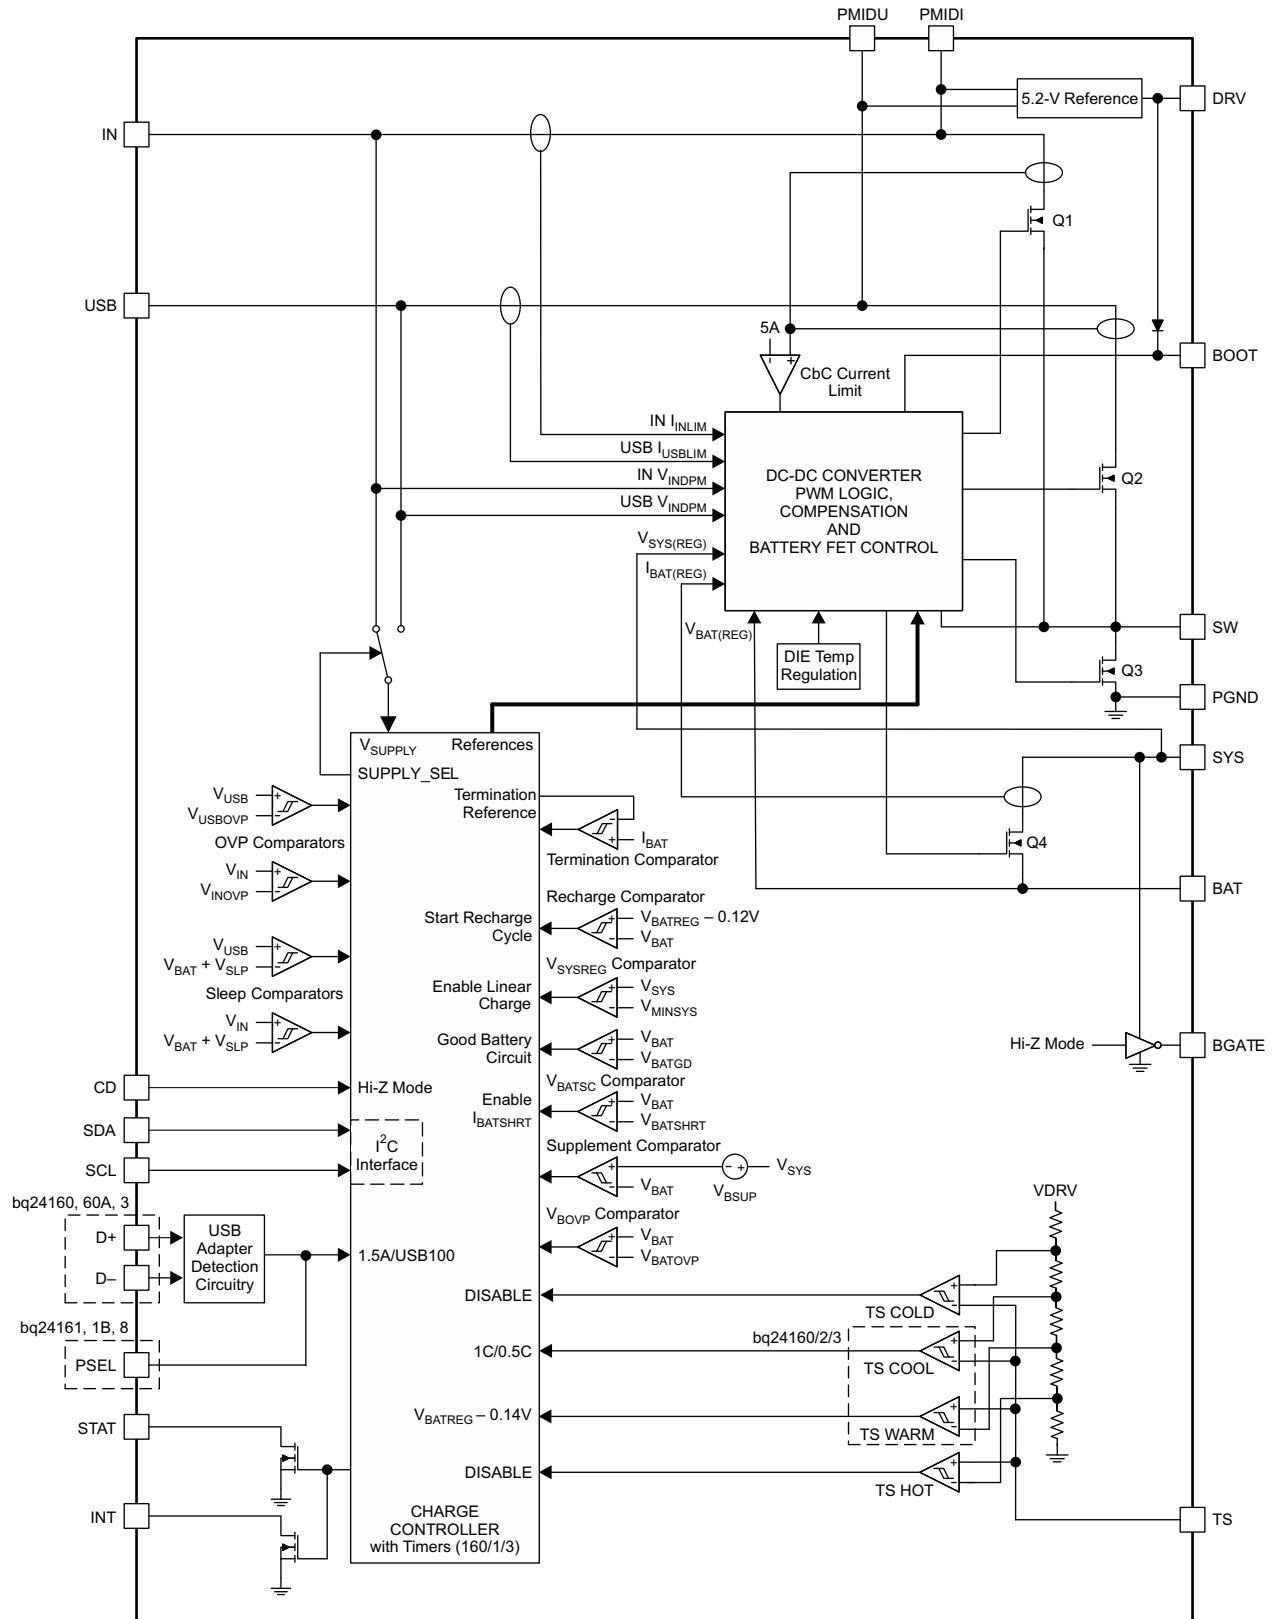 PMIDU
PMIDI
5.2-V Reference
DRV
IN
Q1
USB
5A
-
+
CbC Current
Limit
BOOT
IN I_INLIM
USB I_USBLIM
IN V_INDPM
USB V_INDPM
V_SYS(REG)
I_BAT(REG)
DC-DC CONVERTER
PWM LOGIC,
COMPENSATION
AND
BATTERY FET CONTROL
Q2
V_BAT(REG)
DIE Temp
Regulation
SW
Q3
PGND
V_SUPPLY
References
SUPPLY_SEL
SYS
V_USB
V_USBOVP
OVP Comparators
V_IN
V_INOVP
Termination
Reference
I_BAT
Termination Comparator
Q4
BAT
Recharge Comparator
Start Recharge
Cycle
V_BATREG – 0.12V
V_BAT
V_USB
V_BAT + V_SLP
Sleep Comparators
V_IN
V_BAT + V_SLP
V_SYSREG Comparator
Enable Linear
Charge
V_SYS
V_MINSYS
Good Battery
Circuit
V_BAT
V_BATGD
Hi-Z Mode
BGATE
CD
Hi-Z Mode
V_BATSC Comparator
Enable
I_BATSHRT
V_BAT
V_BATSHRT
SDA
SCL
I²C
Interface
Supplement Comparator
V_BAT
- +
V_BSUP
V_SYS
bq24160, 60A, 3
D+
D–
USB
Adapter
Detection
Circuitry
1.5A/USB100
V_BOVP Comparator
V_BAT
V_BATOVP
VDRV
bq24161, 1B, 8
PSEL
DISABLE
TS COLD
bq24160/2/3
1C/0.5C
TS COOL
V_BATREG – 0.14V
TS WARM
DISABLE
TS HOT
STAT
INT
CHARGE
CONTROLLER
with Timers (160/1/3)
TS